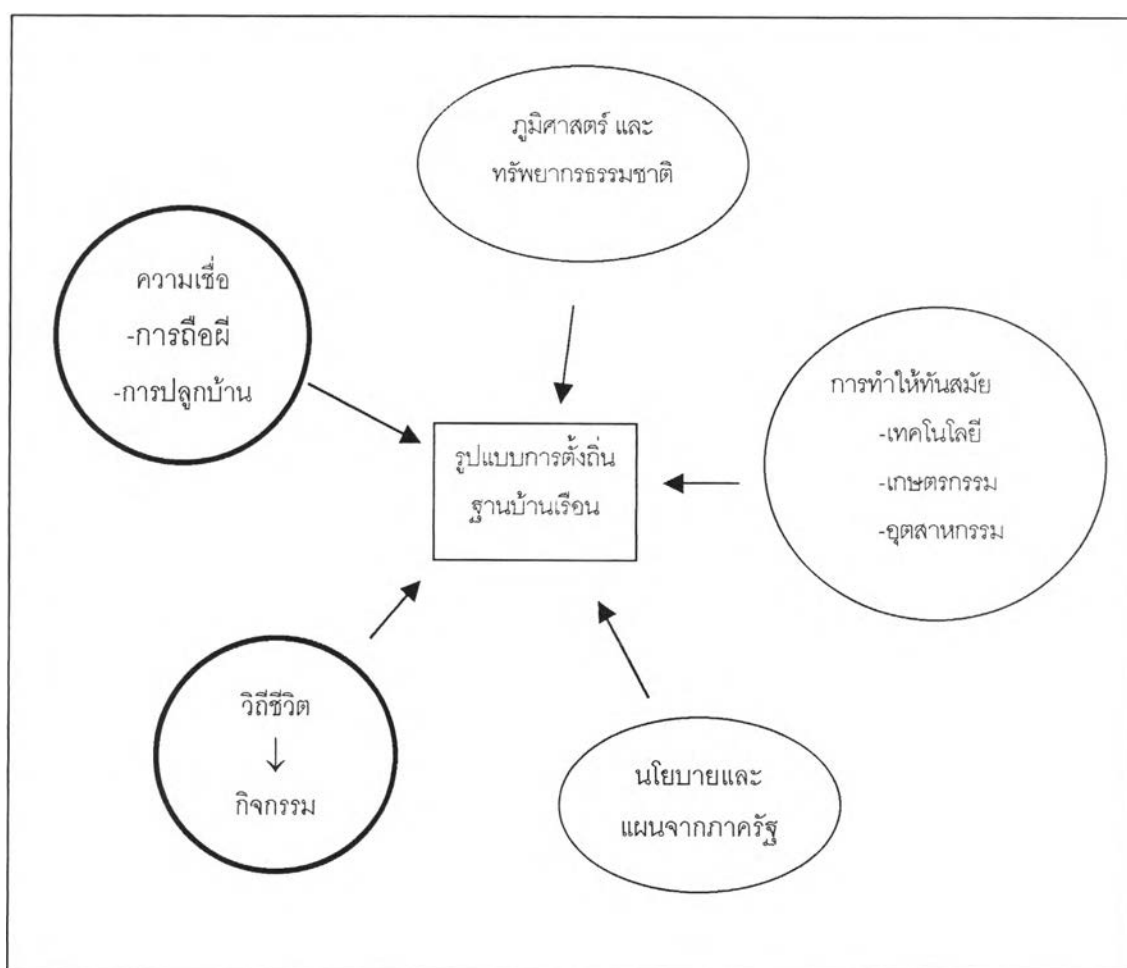 ภูมิศาสตร์ และ
ทรัพยากรธรรมชาติ
ความเชื่อ
-การถือผี
-การปลูกบ้าน
การทำให้ทันสมัย
-เทคโนโลยี
-เกษตรกรรม
-อุตสาหกรรม
รูปแบบการตั้งถิ่น
ฐานบ้านเรือน
วิถีชีวิต
กิจกรรม
นโยบายและ
แผนจากภาครัฐ